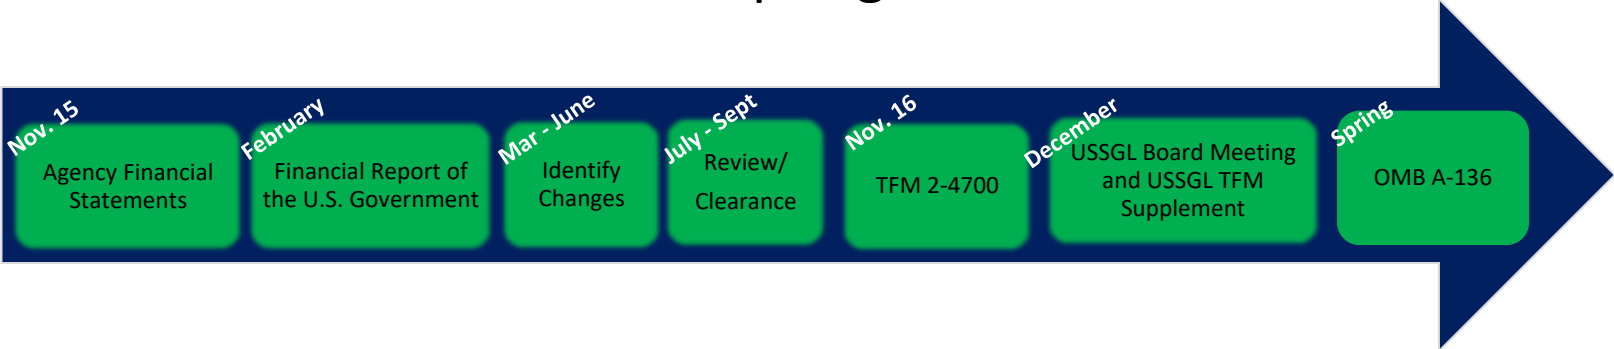 Nov. 15
Agency Financial
Statements
February
Financial Report of
the U.S. Government
Mar - June
Identify
Changes
July - Sept
Review/
Clearance
Nov. 16
TFM 2-4700
December
USSGL Board Meeting
and USSGL TFM
Supplement
Spring
OMB A-136